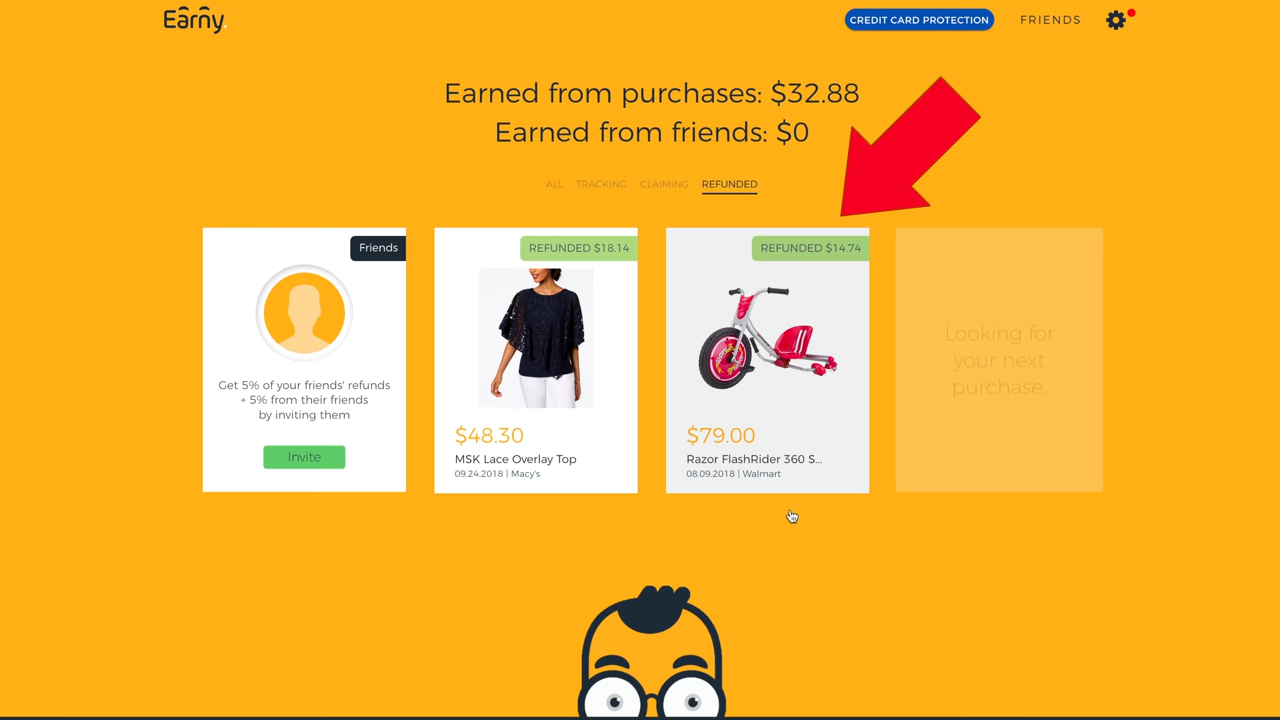 Earny.
CREDIT CARD PROTECTION
FRIENDS
Earned from purchases: $32.88
Earned from friends: $0
ALL
TRACKING
CLAIMING
REFUNDED
Friends
Get 5% of your friends' refunds
+ 5% from their friends
by inviting them
Invite
REFUNDED $18.14
$48.30
MSK Lace Overlay Top
09.24.2018 | Macy's
REFUNDED $14.74
$79.00
Razor FlashRider 360 S...
08.09.2018 | Walmart
Looking for
your next
purchase.